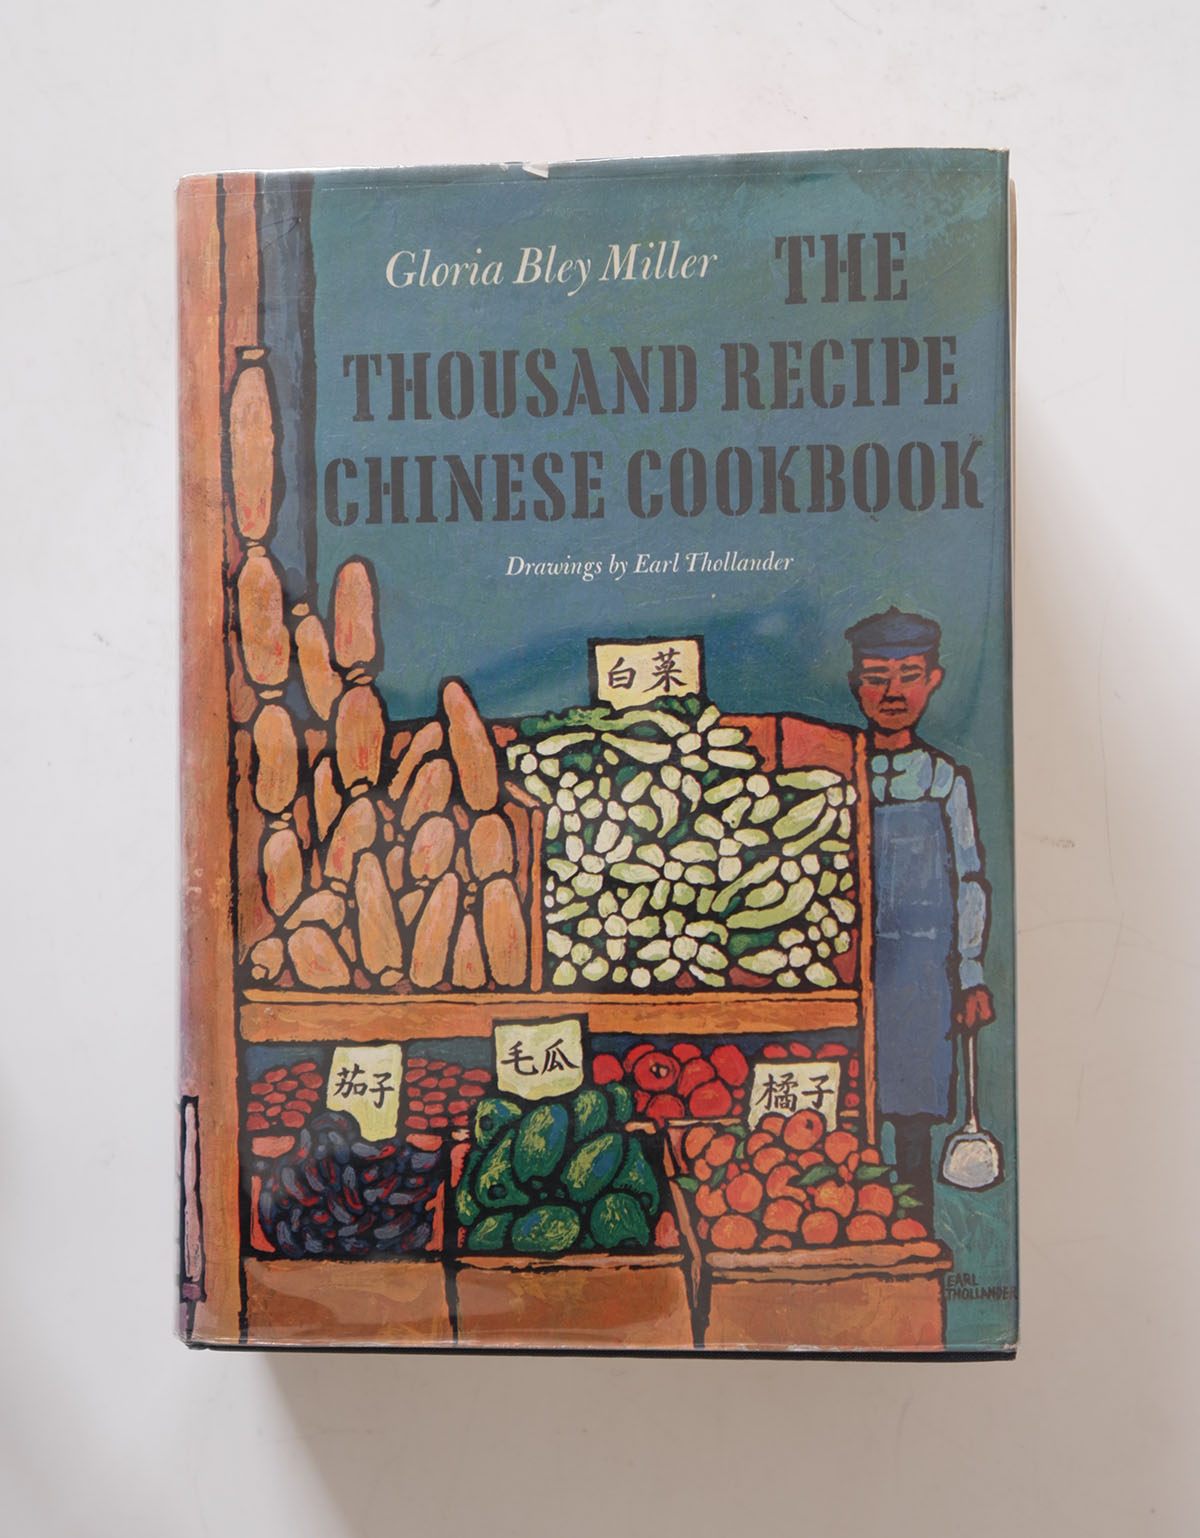 Gloria Bley Miller
THE
THOUSAND RECIPE
CHINESE COOKBOOK
Drawings by Earl Thollander
白菜
毛瓜
茄子
橘子
EARL
THOLLANDER